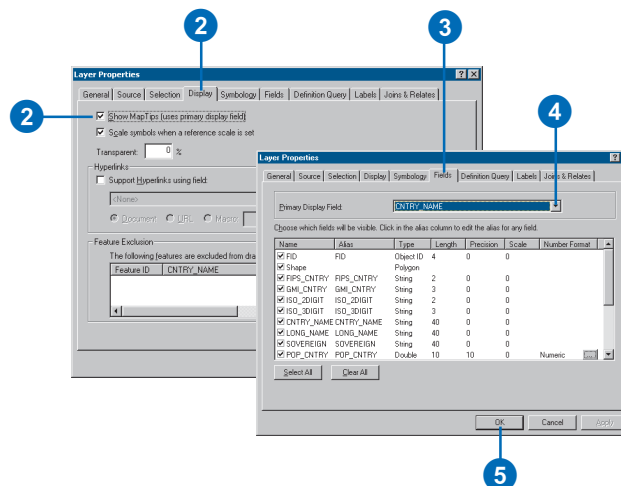 2
3
Layer Properties
General Source Selection Display Symbology Fields Definition Query Labels Joins & Relates
2
Show MapTips (uses primary display field)
Scale symbols when a reference scale is set
Transparent: 0 %
Hyperlinks
Support Hyperlinks using field:
<None>
Document URL Macro:
Feature Exclusion
The following features are excluded from dra
Feature ID CNTRY_NAME
4
Layer Properties
General Source Selection Display Symbology Fields Definition Query Labels Joins & Relates
Primary Display Field: CNTRY_NAME
Choose which fields will be visible. Click in the alias column to edit the alias for any field.
Name Alias Type Length Precision Scale Number Format
FID FID Object ID 4 0 0
Shape Polygon
FIPS_CNTRY FIPS_CNTRY String 2 0 0
GMI_CNTRY GMI_CNTRY String 3 0 0
ISO_2DIGIT ISO_2DIGIT String 2 0 0
ISO_3DIGIT ISO_3DIGIT String 3 0 0
CNTRY_NAME CNTRY_NAME String 40 0 0
LONG_NAME LONG_NAME String 40 0 0
SOVEREIGN SOVEREIGN String 40 0 0
POP_CNTRY POP_CNTRY Double 10 10 0 Numeric ...
Select All Clear All
OK Cancel Apply
5